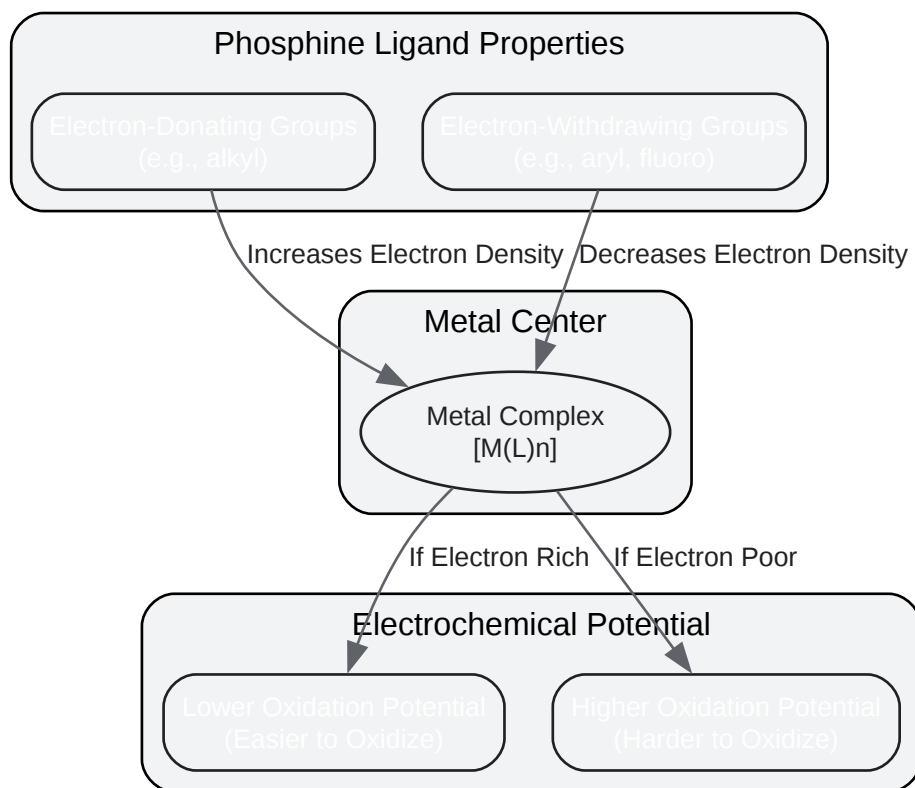 Phosphine Ligand Properties
Electron-Donating Groups
(e.g., alkyl)
Electron-Withdrawing Groups
(e.g., aryl, fluoro)
Increases Electron Density
Decreases Electron Density
Metal Center
Metal Complex
[M(L)n]
If Electron Rich
If Electron Poor
Electrochemical Potential
Lower Oxidation Potential
(Easier to Oxidize)
Higher Oxidation Potential
(Harder to Oxidize)